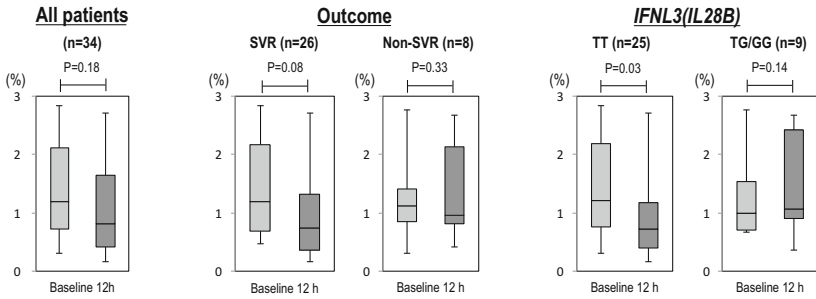 All patients
Outcome
IFNL3(IL28B)
(n=34)
SVR (n=26)
Non-SVR (n=8)
TT (n=25)
TG/GG (n=9)
P=0.18
P=0.08
P=0.33
P=0.03
P=0.14
(%)
(%)
(%)
(%)
(%)
3
2
1
0
3
2
1
0
3
2
1
0
3
2
1
0
3
2
1
0
Baseline 12h
Baseline 12 h
Baseline 12 h
Baseline 12 h
Baseline 12 h